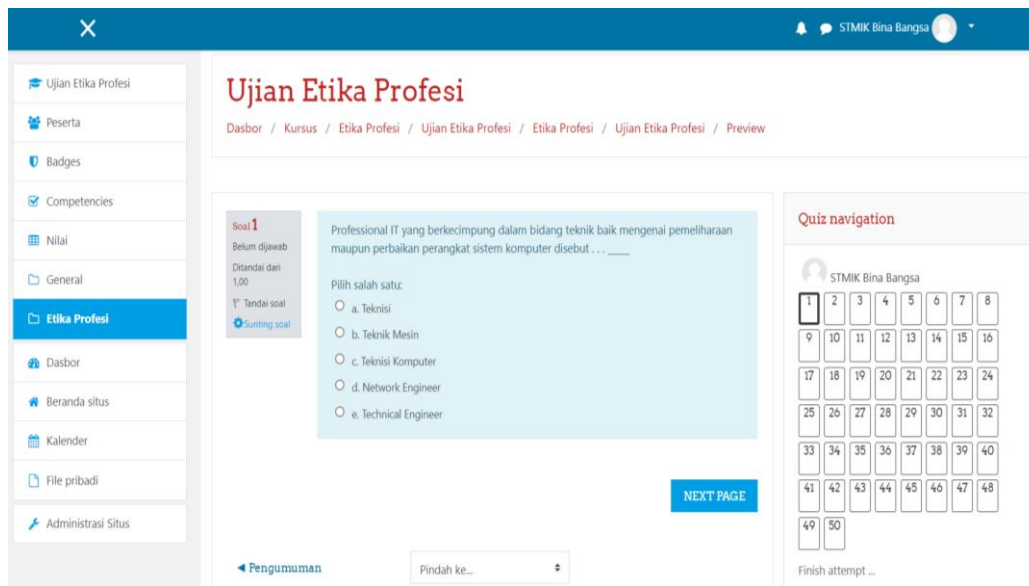 STMIK Bina Bangsa
Ujian Etika Profesi
Peserta
Badges
Competencies
Nilai
General
Etika Profesi
Dasbor
Beranda situs
Kalender
File pribadi
Administrasi Situs
Ujian Etika Profesi
Dasbor / Kursus / Etika Profesi / Ujian Etika Profesi / Etika Profesi / Ujian Etika Profesi / Preview
Soal 1
Belum dijawab
Ditandai dari
1,00
Tandai soal
Sunting soal
Professional IT yang berkecimpung dalam bidang teknik baik mengenai pemeliharaan
maupun perbaikan perangkat sistem komputer disebut . . . ____
Pilih salah satu:
a. Teknisi
b. Teknik Mesin
c. Teknisi Komputer
d. Network Engineer
e. Technical Engineer
NEXT PAGE
◄ Pengumuman
Pindah ke...
Quiz navigation
STMIK Bina Bangsa
1 2 3 4 5 6 7 8
9 10 11 12 13 14 15 16
17 18 19 20 21 22 23 24
25 26 27 28 29 30 31 32
33 34 35 36 37 38 39 40
41 42 43 44 45 46 47 48
49 50
Finish attempt ...